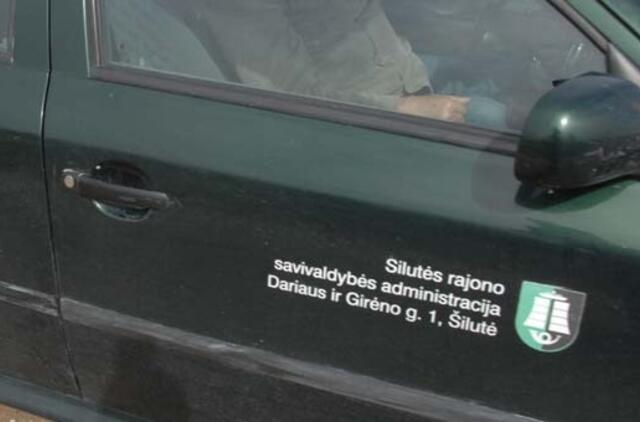 Šilutės rajono
savivaldybės administracija
Dariaus ir Girėno g. 1, Šilutė